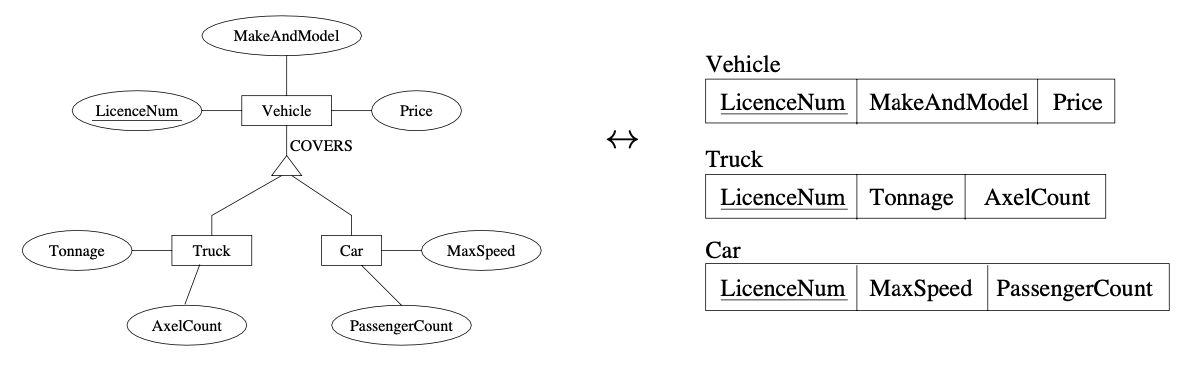 MakeAndModel
LicenceNum
Vehicle
Price
COVERS
Tonnage
Truck
Car
MaxSpeed
AxelCount
PassengerCount
↔
Vehicle
LicenceNum MakeAndModel Price
Truck
LicenceNum Tonnage AxelCount
Car
LicenceNum MaxSpeed PassengerCount